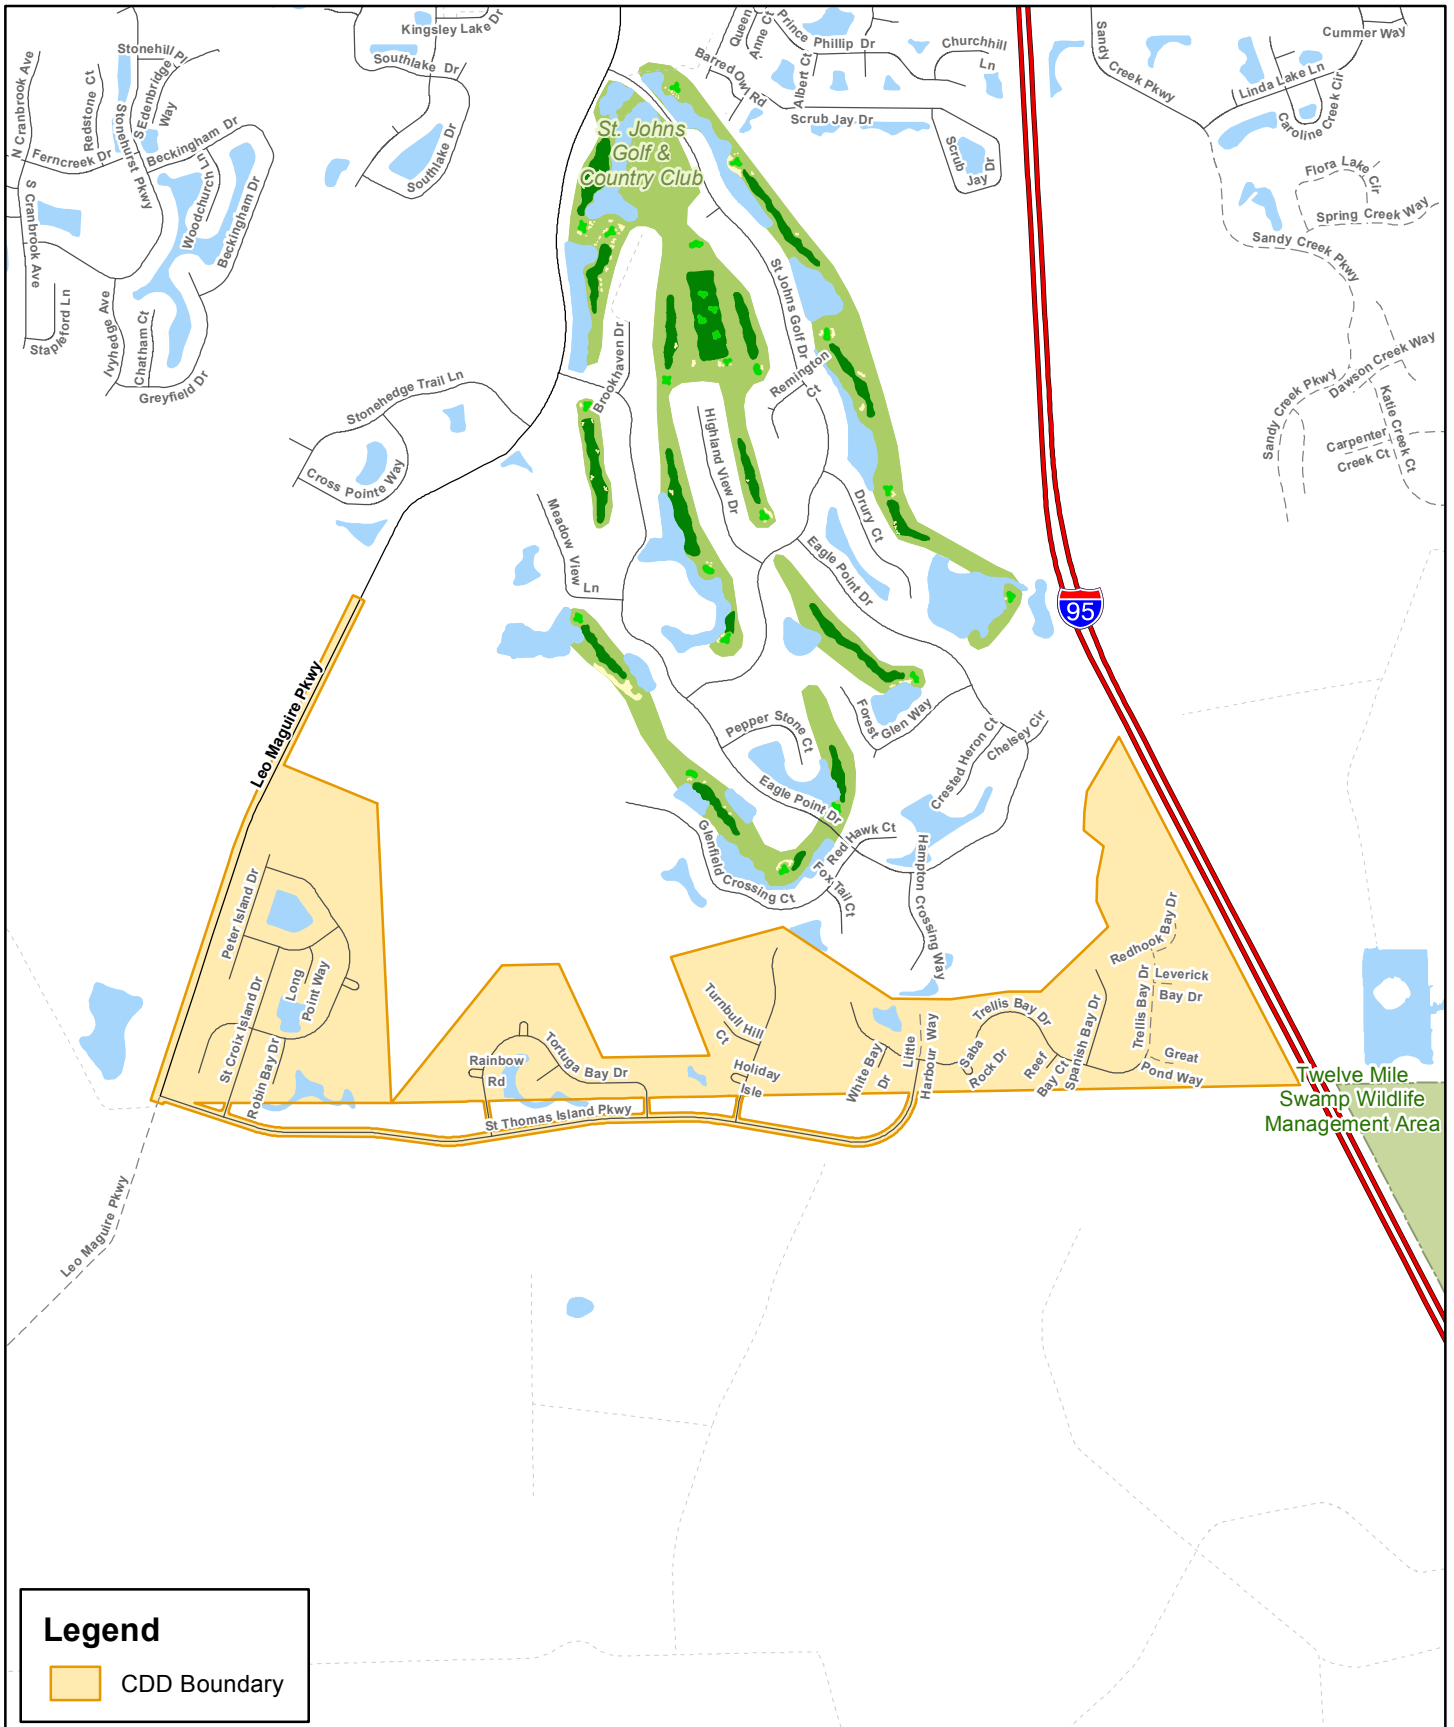 Kingsley Lake Dr
Southlake Dr
Southlake Dr
Stonehill Pl
S Edenbridge
Way
N Cranbrook Ave
Redstone Ct
Stonehurst Pkwy
Ferncreek Dr
Beckingham Dr
Woodchurch Ln
Beckingham Dr
S Cranbrook Ave
Stapleford Ln
Ivyhedge Ave
Chatham Ct
Greyfield Dr
Queen
Anne Ct
Prince
Phillip Dr
Churchhill
Ln
Barred Owl Rd
Albert Ct
Scrub Jay Dr
Scrub
Jay Dr
Sandy Creek Pkwy
Cummer Way
Linda Lake Ln
Caroline Creek Cir
Flora Lake Cir
Spring Creek Way
Sandy Creek Pkwy
Sandy Creek Pkwy
Dawson Creek Way
Katie Creek Ct
Carpenter
Creek Ct
St. Johns
Golf &
Country Club
St Johns Golf Dr
Remington
Ct
Brookhaven Dr
Highland View Dr
Stonehedge Trail Ln
Cross Pointe Way
Meadow View
Ln
Drury Ct
Eagle Point Dr
95
Leo Maguire Pkwy
Pepper Stone Ct
Forest
Glen Way
Crested Heron Ct
Chelsey Cir
Eagle Point Dr
Red Hawk Ct
Glenfield
Crossing Ct
Fox Tail Ct
Hampton Crossing Way
Peter Island Dr
Long
Point Way
St Croix Island Dr
Robin Bay Dr
Rainbow
Rd
Tortuga Bay Dr
St Thomas Island Pkwy
Turnbull Hill
Ct
Holiday
Isle
White Bay
Dr
Little
Harbour Way
Trellis Bay Dr
Saba
Rock Dr
Reef
Bay Ct
Spanish Bay Dr
Redhook Bay Dr
Leverick
Bay Dr
Trellis Bay Dr
Great
Pond Way
Twelve Mile
Swamp Wildlife
Management Area
Leo Maguire Pkwy
Legend
CDD Boundary